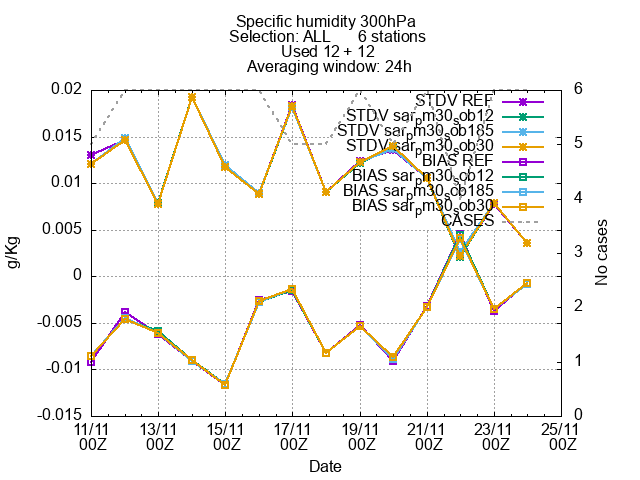 Specific humidity 300hPa
Selection: ALL 6 stations
Used 12 + 12
Averaging window: 24h
0.02
0.015
0.01
0.005
0
-0.005
-0.01
-0.015
g/Kg
6
5
4
3
2
1
0
No cases
STDV REF
STDV sar_pm30_sob12
STDV sar_pm30_sob185
STDV sar_pm30_sob30
BIAS REF
BIAS sar_pm30_sob12
BIAS sar_pm30_sob185
BIAS sar_pm30_sob30
CASES
11/11 13/11 15/11 17/11 19/11 21/11 23/11 25/11
00Z 00Z 00Z 00Z 00Z 00Z 00Z 00Z
Date